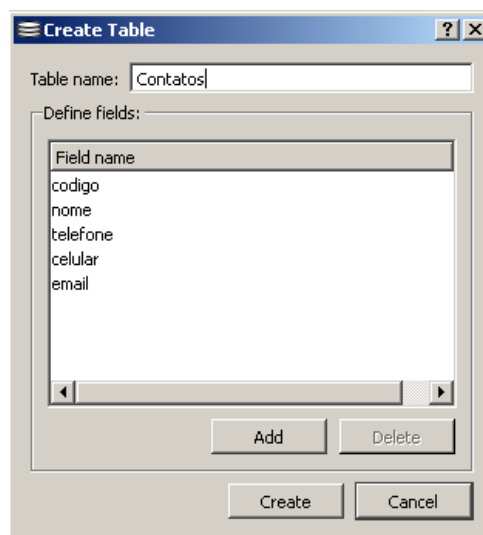 Create Table
Table name: Contatos
Define fields:
Field name
codigo
nome
telefone
celular
email
Add Delete
Create Cancel